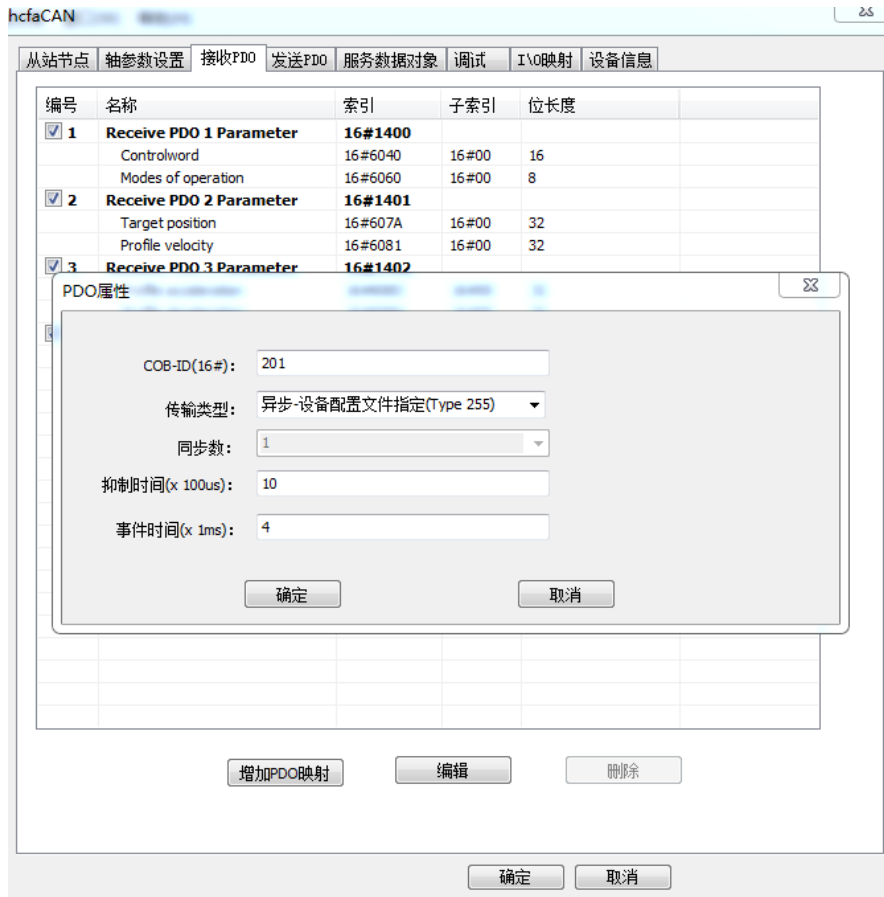 hcfaCAN
从站节点 轴参数设置 接收PDO 发送PDO 服务数据对象 调试 I\O映射 设备信息
编号 名称 索引 子索引 位长度
1 Receive PDO 1 Parameter 16#1400
Controlword 16#6040 16#00 16
Modes of operation 16#6060 16#00 8
2 Receive PDO 2 Parameter 16#1401
Target position 16#607A 16#00 32
Profile velocity 16#6081 16#00 32
3 Receive PDO 3 Parameter 16#1402
PDO属性
COB-ID(16#): 201
传输类型: 异步-设备配置文件指定(Type 255)
同步数: 1
抑制时间(x 100us): 10
事件时间(x 1ms): 4
确定 取消
增加PDO映射 编辑 删除
确定 取消